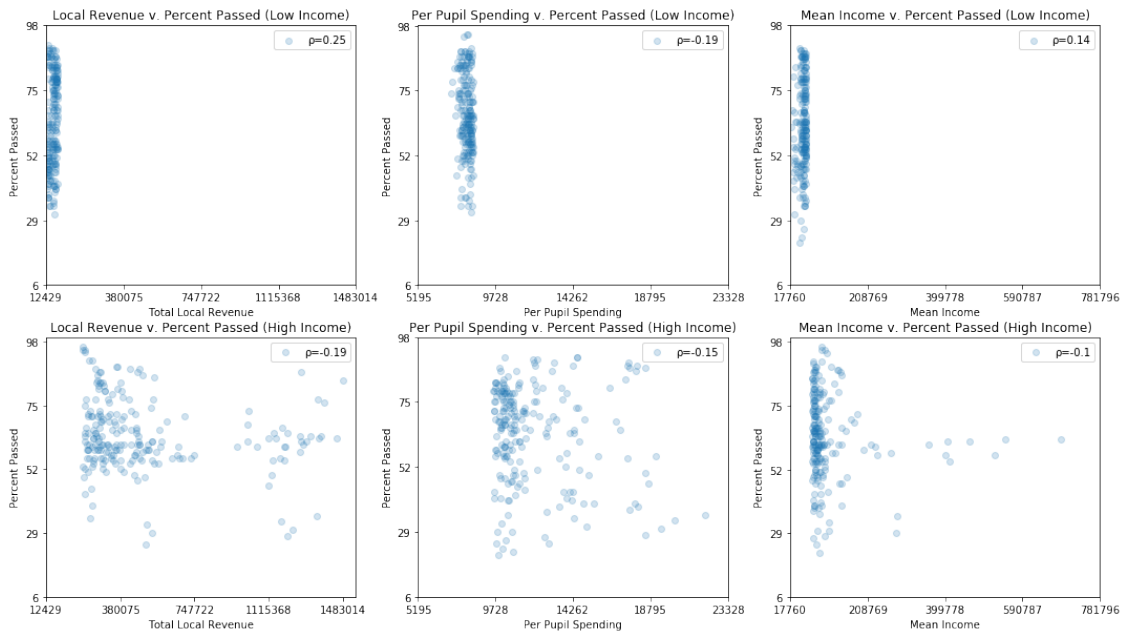 Local Revenue v. Percent Passed (Low Income)
98
75
52
29
6
Percent Passed
ρ=0.25
12429 380075 747722 1115368 1483014
Total Local Revenue
Per Pupil Spending v. Percent Passed (Low Income)
98
75
52
29
6
Percent Passed
ρ=-0.19
5195 9728 14262 18795 23328
Per Pupil Spending
Mean Income v. Percent Passed (Low Income)
98
75
52
29
6
Percent Passed
ρ=0.14
17760 208769 399778 590787 781796
Mean Income
Local Revenue v. Percent Passed (High Income)
98
75
52
29
6
Percent Passed
ρ=-0.19
12429 380075 747722 1115368 1483014
Total Local Revenue
Per Pupil Spending v. Percent Passed (High Income)
98
75
52
29
6
Percent Passed
ρ=-0.15
5195 9728 14262 18795 23328
Per Pupil Spending
Mean Income v. Percent Passed (High Income)
98
75
52
29
6
Percent Passed
ρ=-0.1
17760 208769 399778 590787 781796
Mean Income